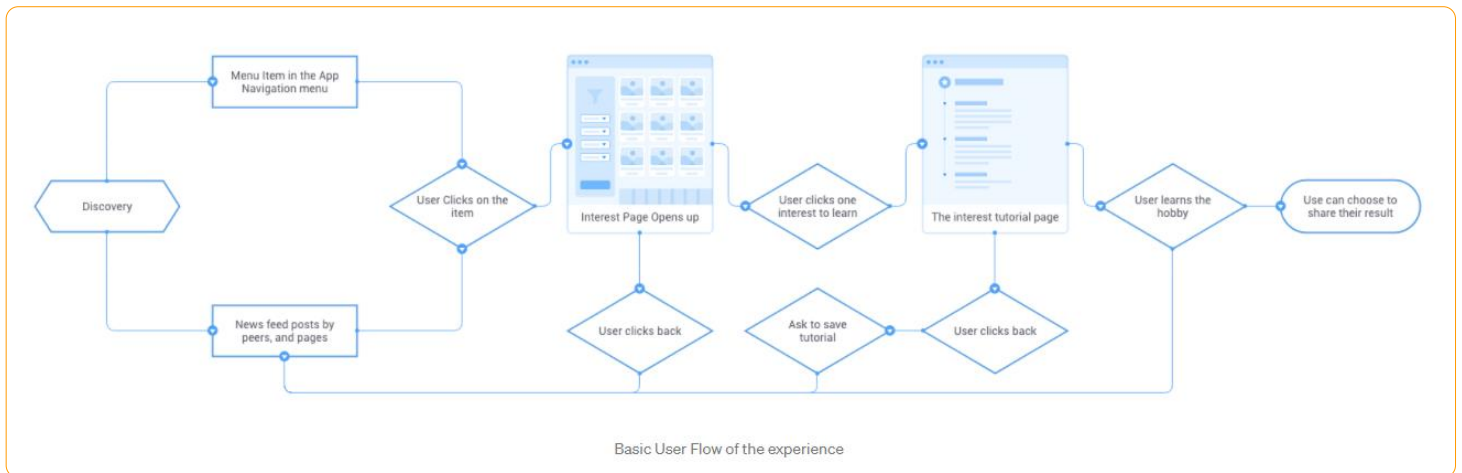 Menu Item in the App
Navigation menu
Discovery
News feed posts by
peers, and pages
User Clicks on the
item
Interest Page Opens up
User clicks back
User clicks one
interest to learn
Ask to save
tutorial
The interest tutorial page
User clicks back
User learns the
hobby
Use can choose to
share their result
Basic User Flow of the experience